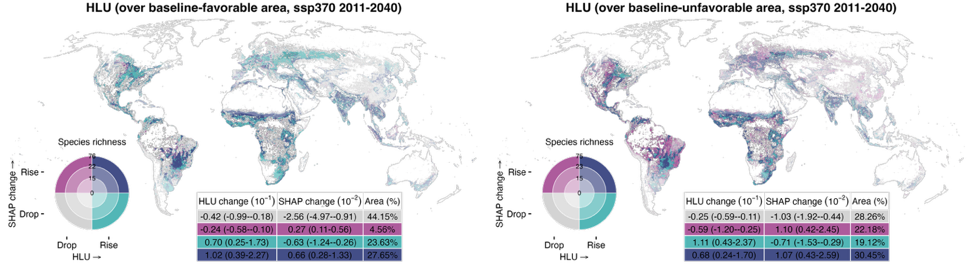 HLU (over baseline-favorable area, ssp370 2011-2040)
Species richness
76
22
15
0
SHAP change →
Rise
Drop
Drop
Rise
HLU →
HLU change (10⁻¹) SHAP change (10⁻²) Area (%)
-0.42 (-0.99--0.18) -2.56 (-4.97--0.91) 44.15%
-0.24 (-0.58--0.10) 0.27 (0.11-0.56) 4.56%
0.70 (0.25-1.73) -0.63 (-1.24--0.26) 23.63%
1.02 (0.39-2.27) 0.66 (0.28-1.33) 27.65%
HLU (over baseline-unfavorable area, ssp370 2011-2040)
Species richness
0
SHAP change →
Rise
Drop
Drop
Rise
HLU →
HLU change (10⁻¹) SHAP change (10⁻²) Area (%)
-0.25 (-0.59--0.11) -1.03 (-1.92--0.44) 28.26%
-0.59 (-1.20--0.25) 1.10 (0.42-2.45) 22.18%
1.11 (0.43-2.37) -0.71 (-1.53--0.29) 19.12%
0.68 (0.24-1.70) 1.07 (0.43-2.59) 30.45%